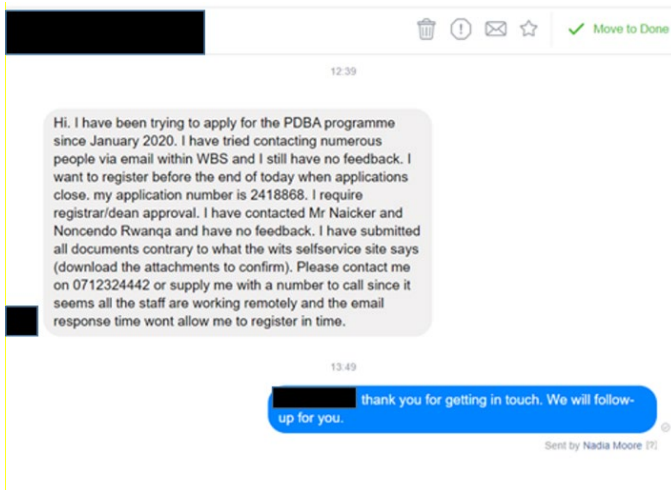 Move to Done
12:39
Hi. I have been trying to apply for the PDBA programme
since January 2020. I have tried contacting numerous
people via email within WBS and I still have no feedback. I
want to register before the end of today when applications
close. my application number is 2418868. I require
registrar/dean approval. I have contacted Mr Naicker and
Noncendo Rwanqa and have no feedback. I have submitted
all documents contrary to what the wits selfservice site says
(download the attachments to confirm). Please contact me
on 0712324442 or supply me with a number to call since it
seems all the staff are working remotely and the email
response time wont allow me to register in time.
13:49
thank you for getting in touch. We will follow-
up for you.
Sent by Nadia Moore [?]